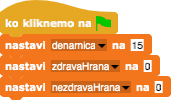 ko kliknemo na
nastavi denarnica na 15
nastavi zdravaHrana na 0
nastavi nezdravaHrana na 0